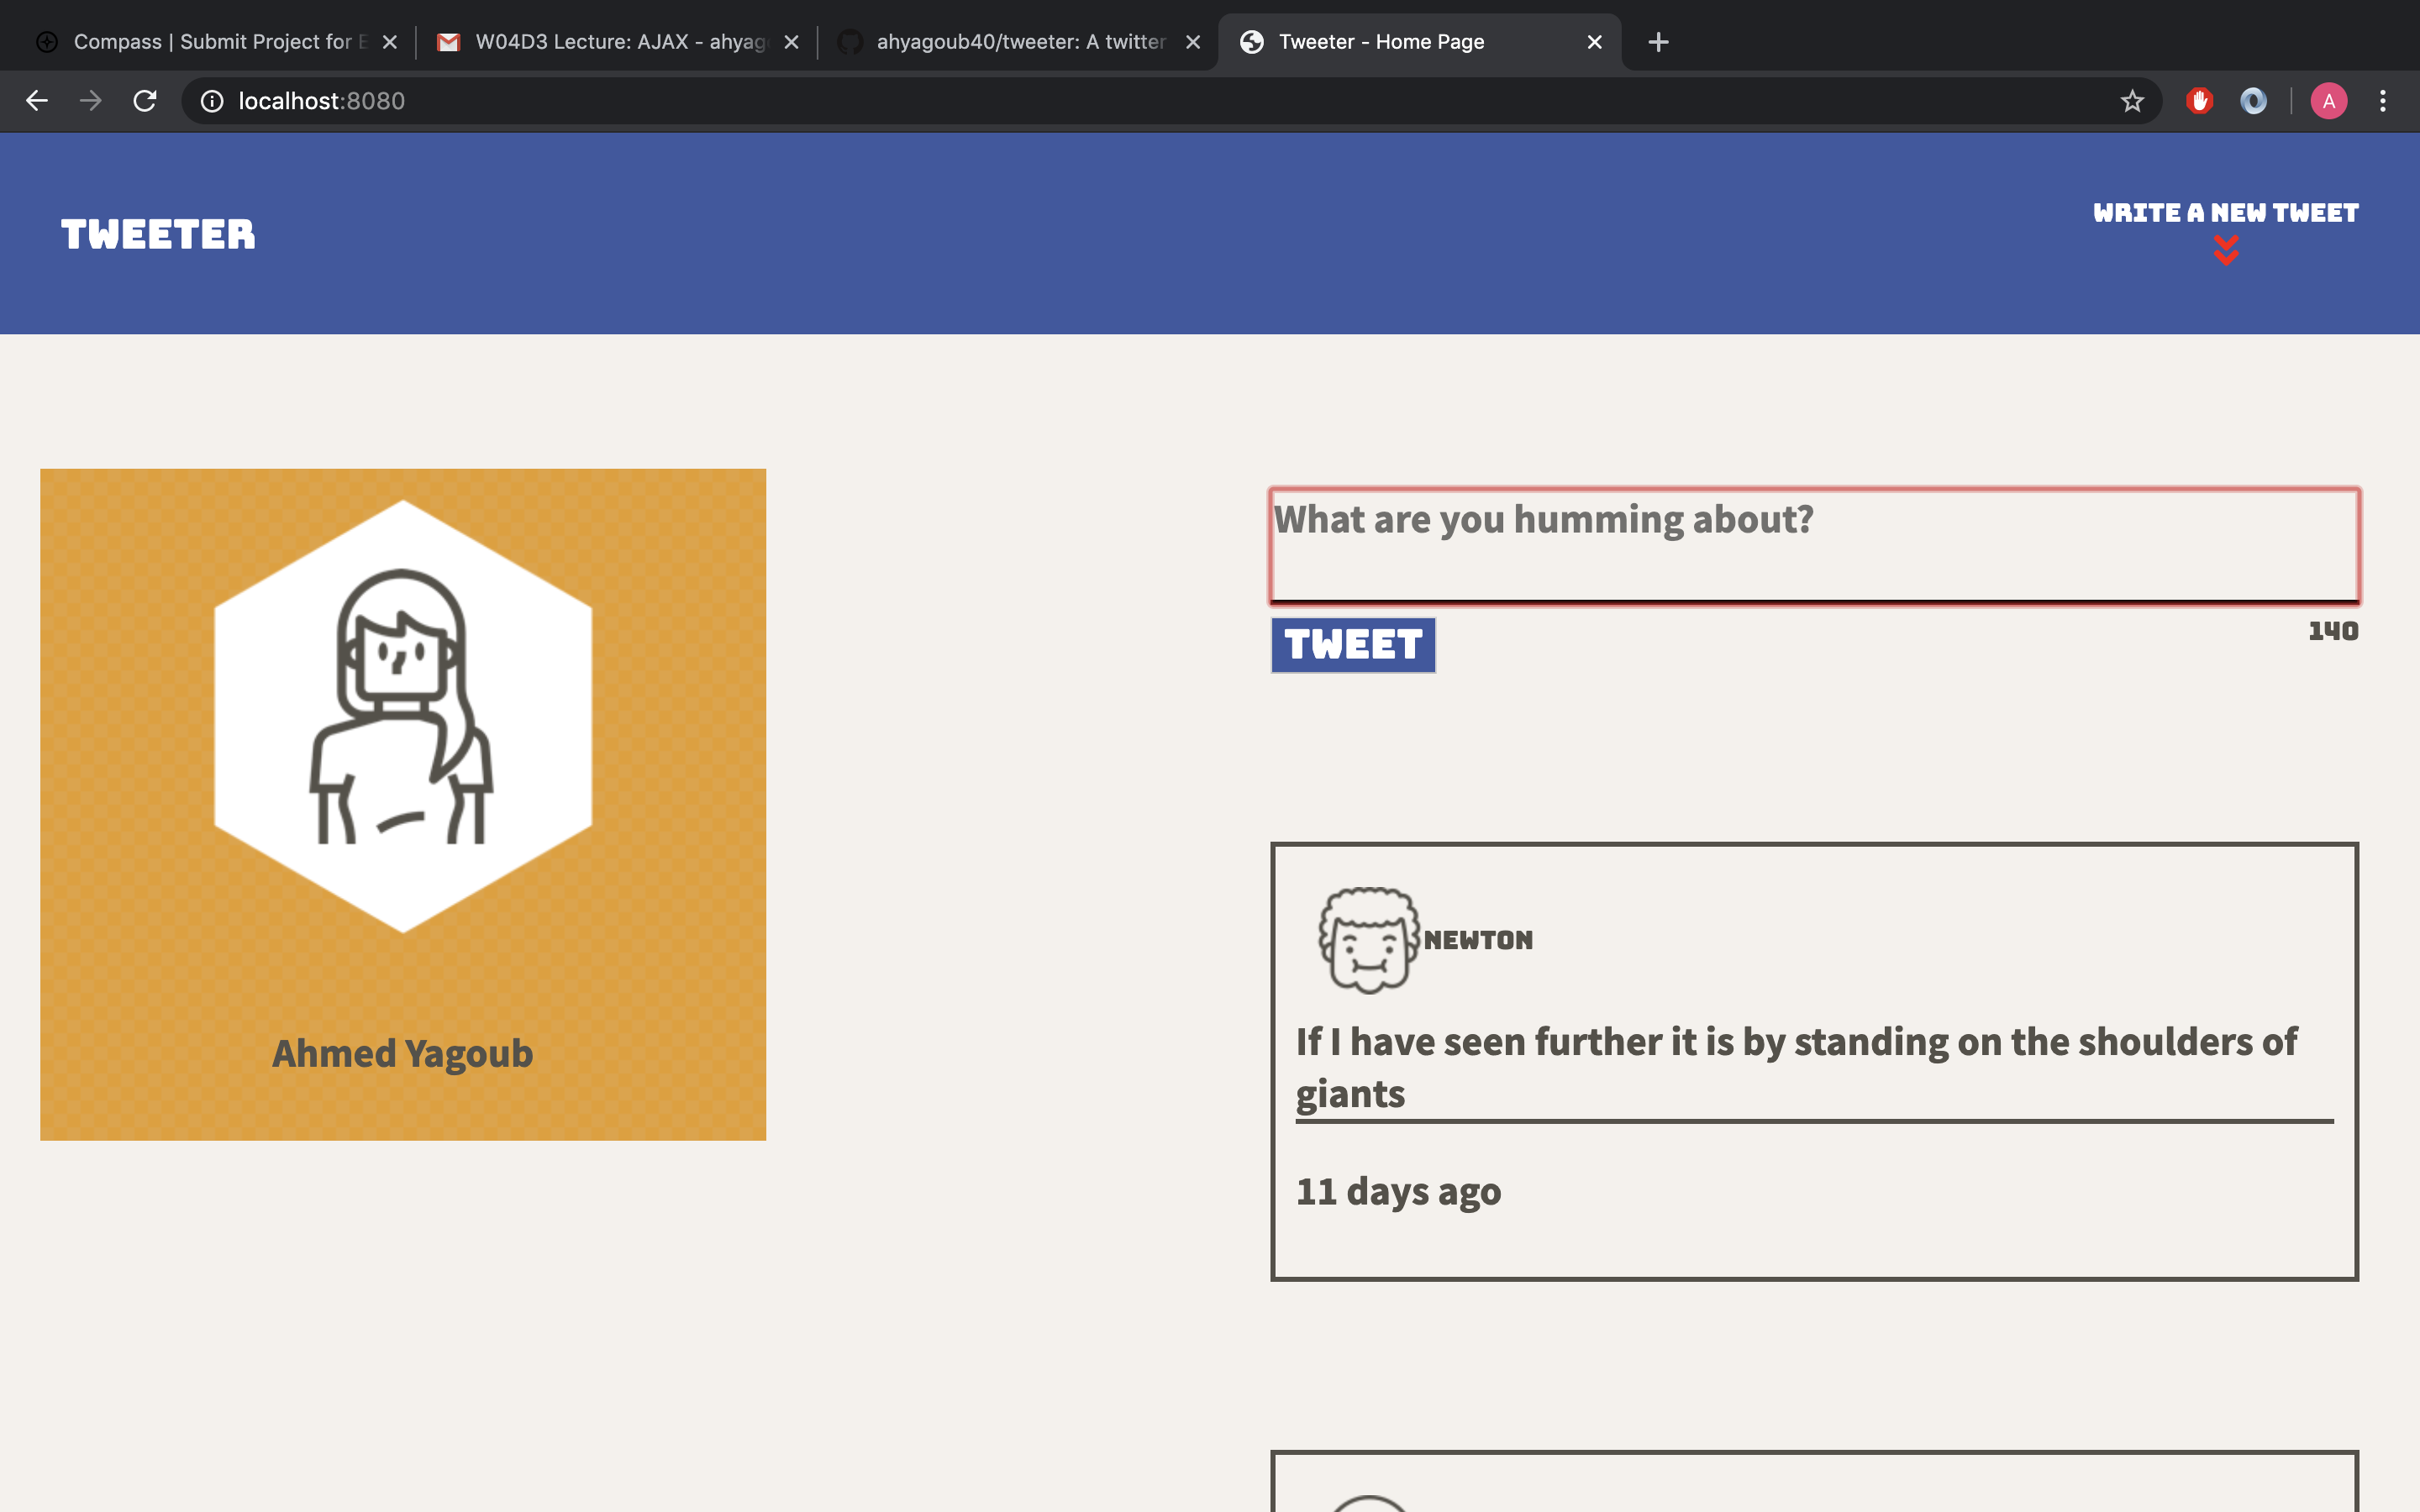 Compass | Submit Project for E
W04D3 Lecture: AJAX - ahyag
ahyagoub40/tweeter: A twitter
Tweeter - Home Page
localhost:8080
A
TWEETER
WRITE A NEW TWEET
What are you humming about?
TWEET
140
Ahmed Yagoub
NEWTON
If I have seen further it is by standing on the shoulders of
giants
11 days ago